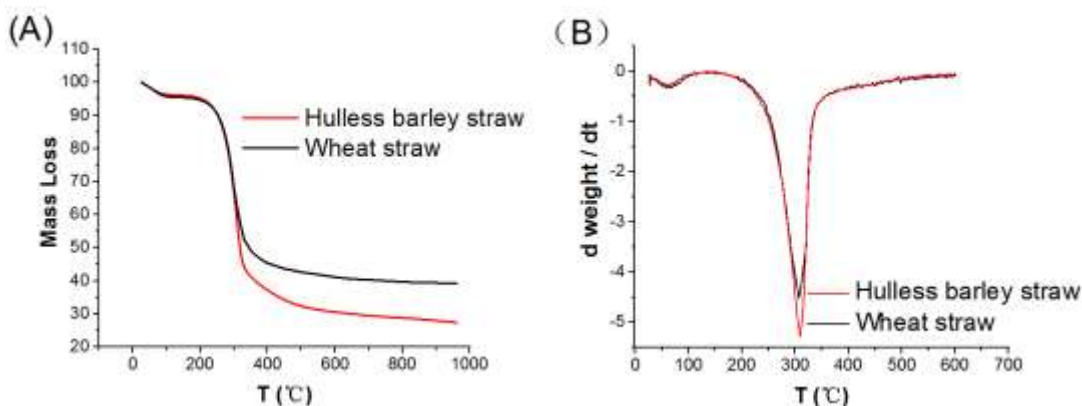 (A)
110
100
90
80
70
60
50
40
30
20
Mass Loss
Hulless barley straw
Wheat straw
0 200 400 600 800 1000
T (℃)
（B）
0
-1
-2
-3
-4
-5
d weight / dt
Hulless barley straw
Wheat straw
0 100 200 300 400 500 600 700
T (℃)